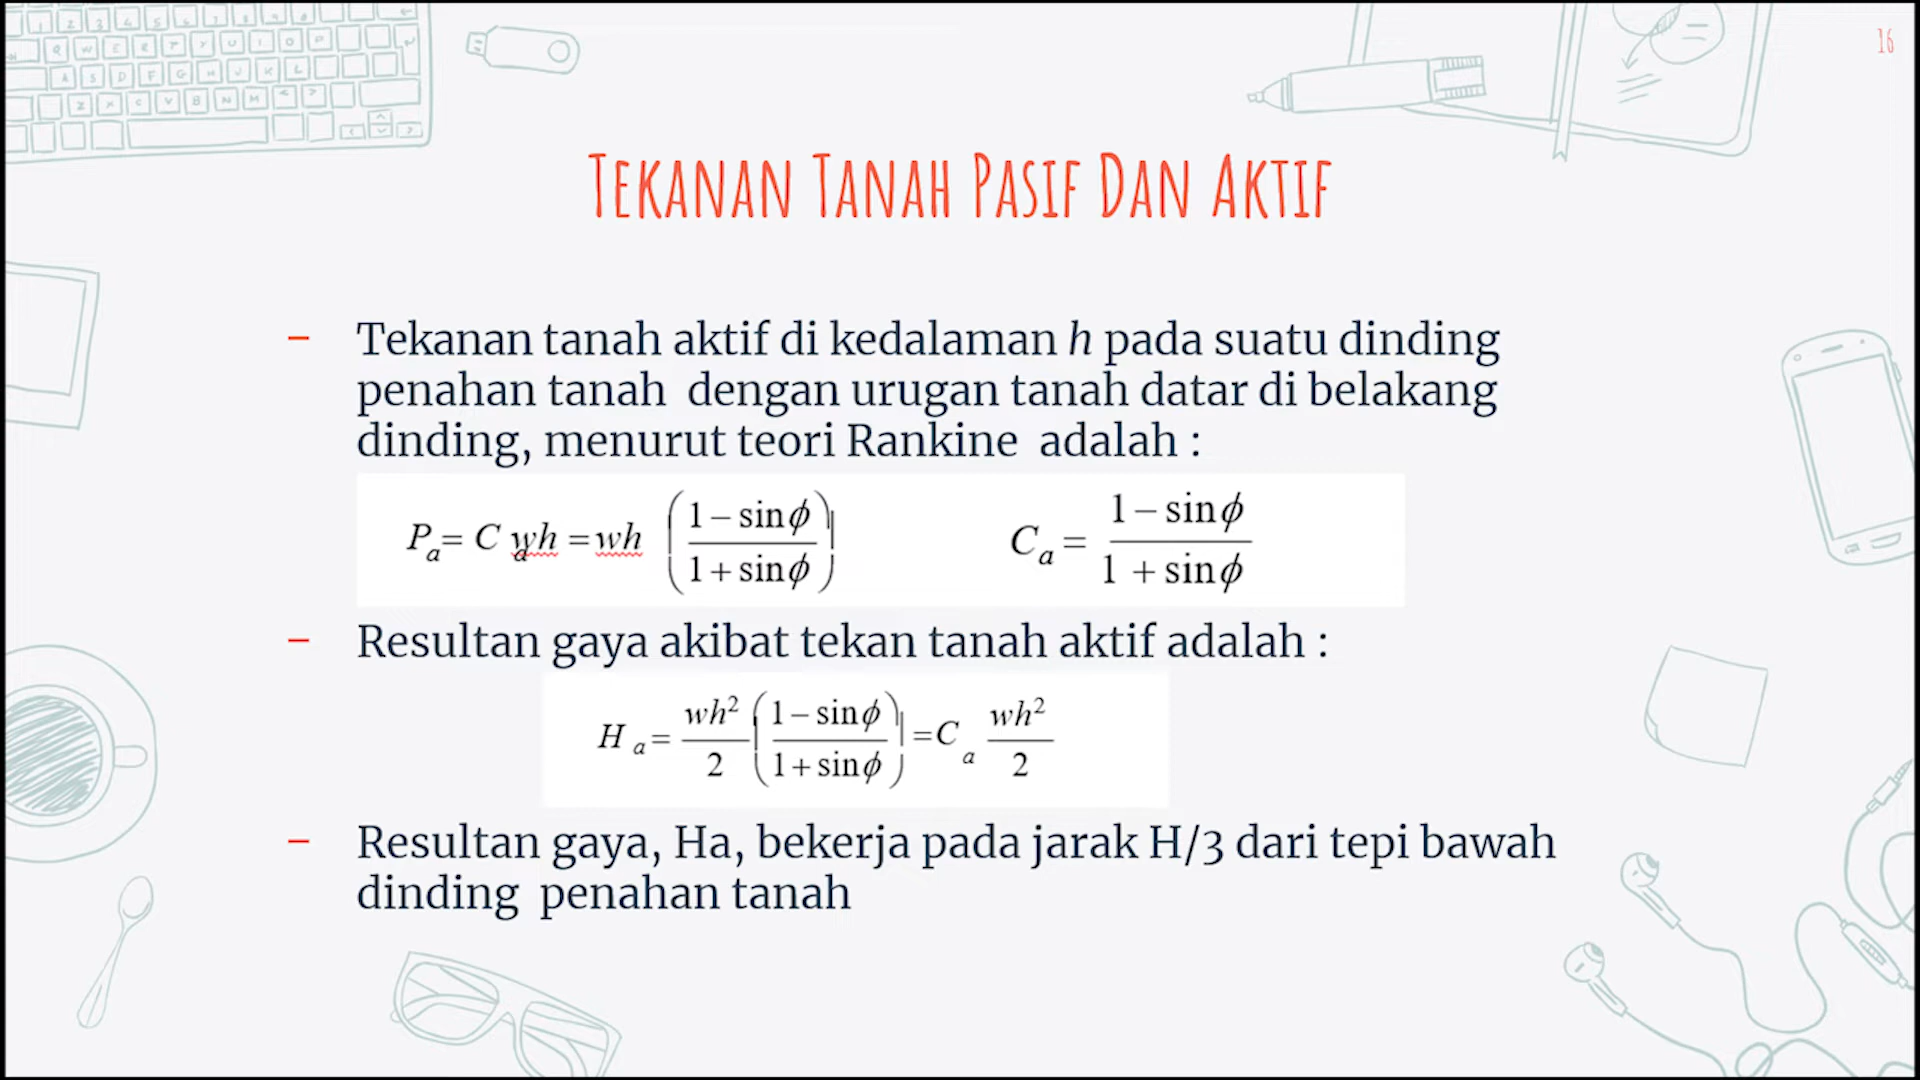 16
TEKANAN TANAH PASIF DAN AKTIF
– Tekanan tanah aktif di kedalaman h pada suatu dinding
penahan tanah dengan urugan tanah datar di belakang
dinding, menurut teori Rankine adalah :
Pₐ = Cₐ wh = wh ((1 − sinϕ)/(1 + sinϕ)) Cₐ = (1 − sinϕ)/(1 + sinϕ)
– Resultan gaya akibat tekan tanah aktif adalah :
Hₐ = wh²/2 ((1 − sinϕ)/(1 + sinϕ)) = Cₐ wh²/2
– Resultan gaya, Ha, bekerja pada jarak H/3 dari tepi bawah
dinding penahan tanah